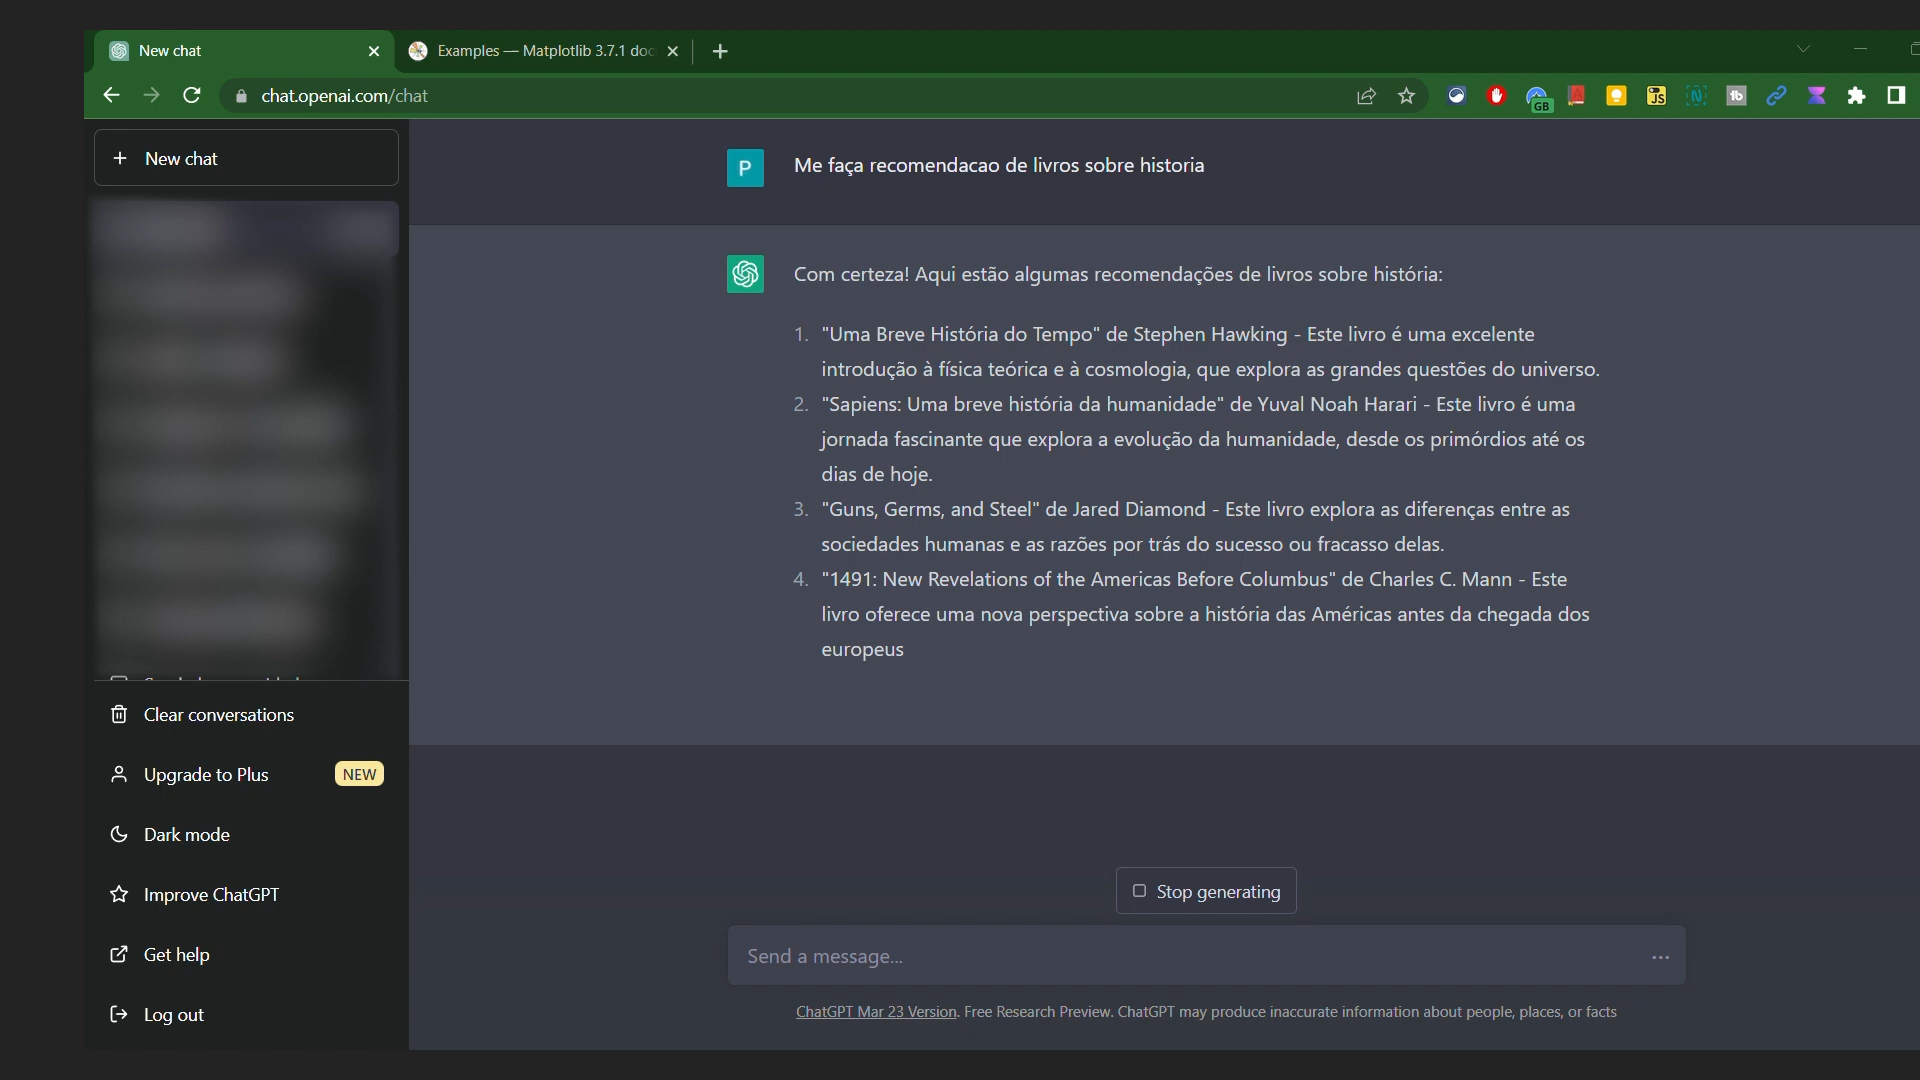 New chat
Examples — Matplotlib 3.7.1 doc
chat.openai.com/chat
GB
JS
N
tb
New chat
Clear conversations
Upgrade to Plus
NEW
Dark mode
Improve ChatGPT
Get help
Log out
P
Me faça recomendacao de livros sobre historia
Com certeza! Aqui estão algumas recomendações de livros sobre história:
1. "Uma Breve História do Tempo" de Stephen Hawking - Este livro é uma excelente
introdução à física teórica e à cosmologia, que explora as grandes questões do universo.
2. "Sapiens: Uma breve história da humanidade" de Yuval Noah Harari - Este livro é uma
jornada fascinante que explora a evolução da humanidade, desde os primórdios até os
dias de hoje.
3. "Guns, Germs, and Steel" de Jared Diamond - Este livro explora as diferenças entre as
sociedades humanas e as razões por trás do sucesso ou fracasso delas.
4. "1491: New Revelations of the Americas Before Columbus" de Charles C. Mann - Este
livro oferece uma nova perspectiva sobre a história das Américas antes da chegada dos
europeus
Stop generating
Send a message...
ChatGPT Mar 23 Version. Free Research Preview. ChatGPT may produce inaccurate information about people, places, or facts